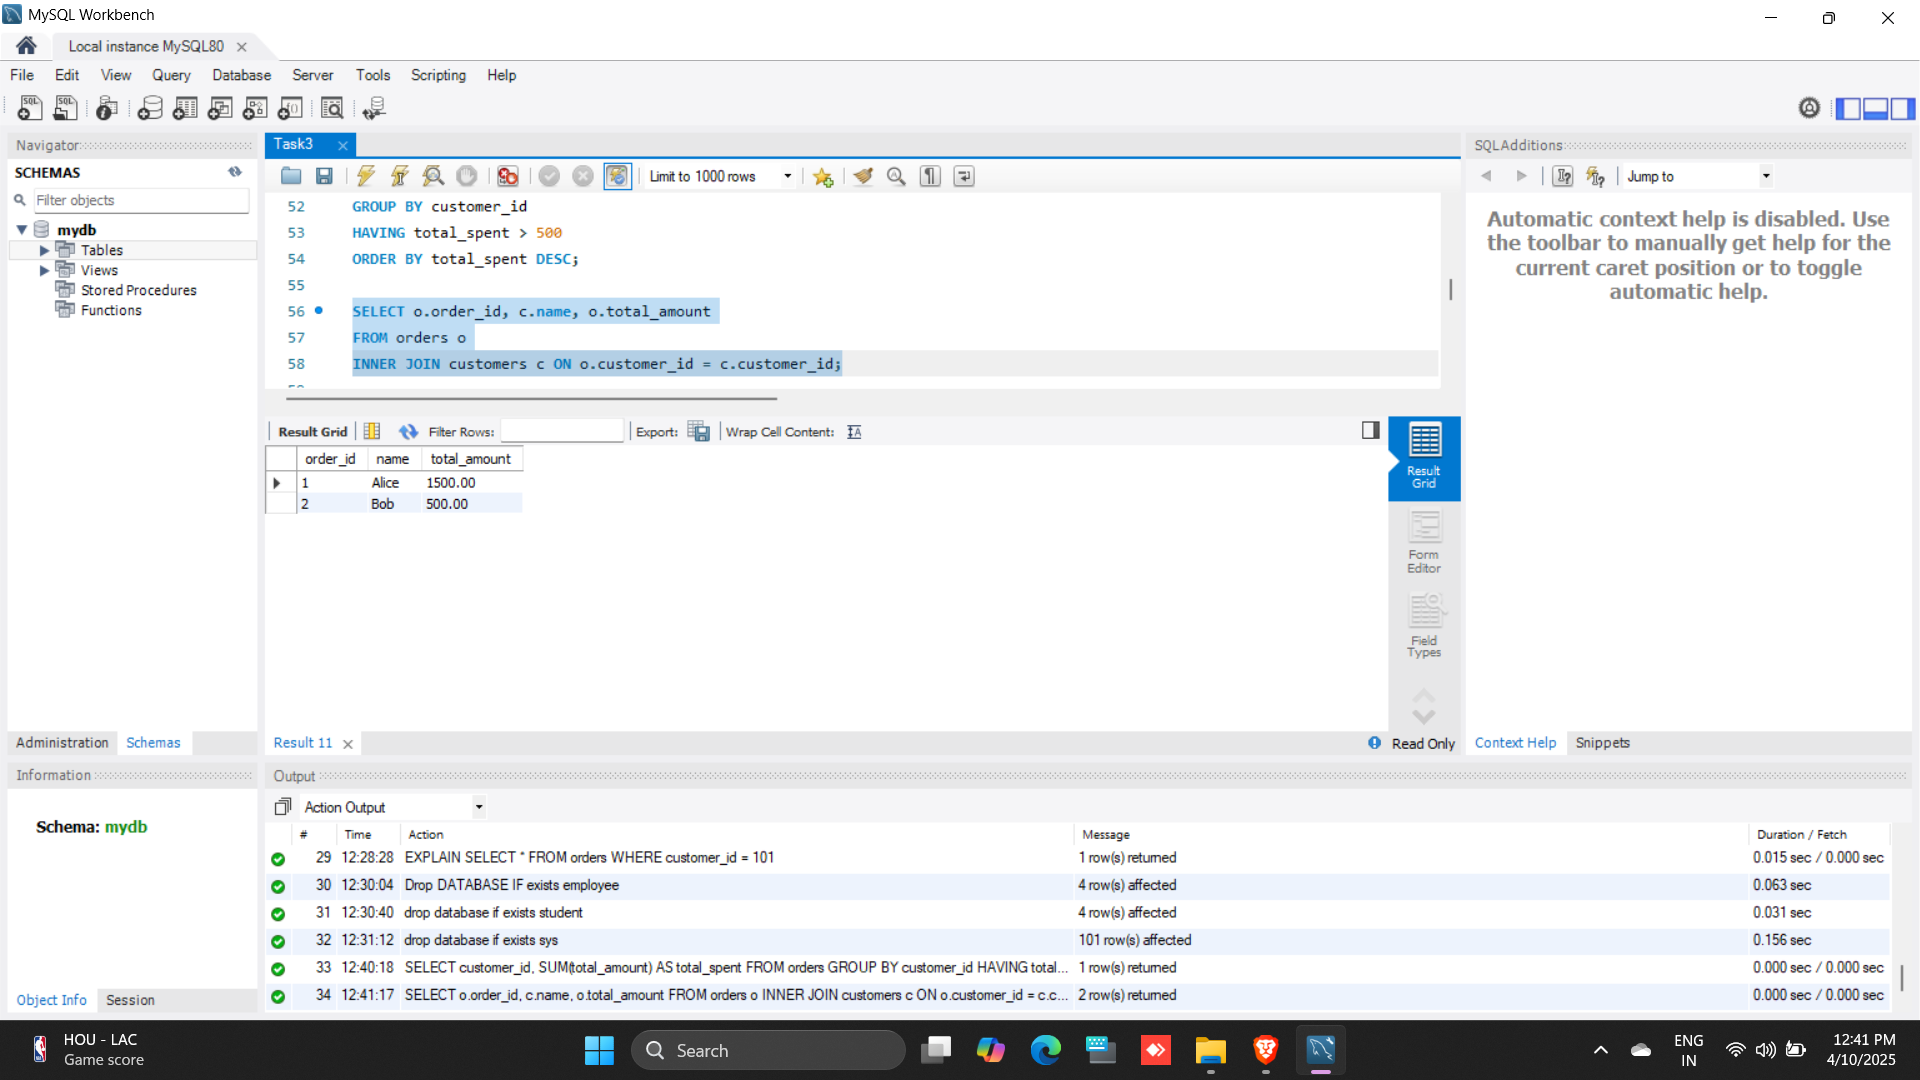 MySQL Workbench
Local instance MySQL80
File Edit View Query Database Server Tools Scripting Help
Navigator
SCHEMAS
Filter objects
mydb
Tables
Views
Stored Procedures
Functions
Administration Schemas
Information
Schema: mydb
Object Info Session
Task3
Limit to 1000 rows
52 GROUP BY customer_id
53 HAVING total_spent > 500
54 ORDER BY total_spent DESC;
55
56 SELECT o.order_id, c.name, o.total_amount
57 FROM orders o
58 INNER JOIN customers c ON o.customer_id = c.customer_id;
Result Grid Filter Rows: Export: Wrap Cell Content:
order_id name total_amount
1 Alice 1500.00
2 Bob 500.00
Result
Grid
Form
Editor
Field
Types
Result 11
Read Only
SQLAdditions
Jump to
Automatic context help is disabled. Use
the toolbar to manually get help for the
current caret position or to toggle
automatic help.
Context Help Snippets
Output
Action Output
# Time Action Message Duration / Fetch
29 12:28:28 EXPLAIN SELECT * FROM orders WHERE customer_id = 101 1 row(s) returned 0.015 sec / 0.000 sec
30 12:30:04 Drop DATABASE IF exists employee 4 row(s) affected 0.063 sec
31 12:30:40 drop database if exists student 4 row(s) affected 0.031 sec
32 12:31:12 drop database if exists sys 101 row(s) affected 0.156 sec
33 12:40:18 SELECT customer_id, SUM(total_amount) AS total_spent FROM orders GROUP BY customer_id HAVING total... 1 row(s) returned 0.000 sec / 0.000 sec
34 12:41:17 SELECT o.order_id, c.name, o.total_amount FROM orders o INNER JOIN customers c ON o.customer_id = c.c... 2 row(s) returned 0.000 sec / 0.000 sec
HOU - LAC
Game score
Search
ENG
IN
12:41 PM
4/10/2025